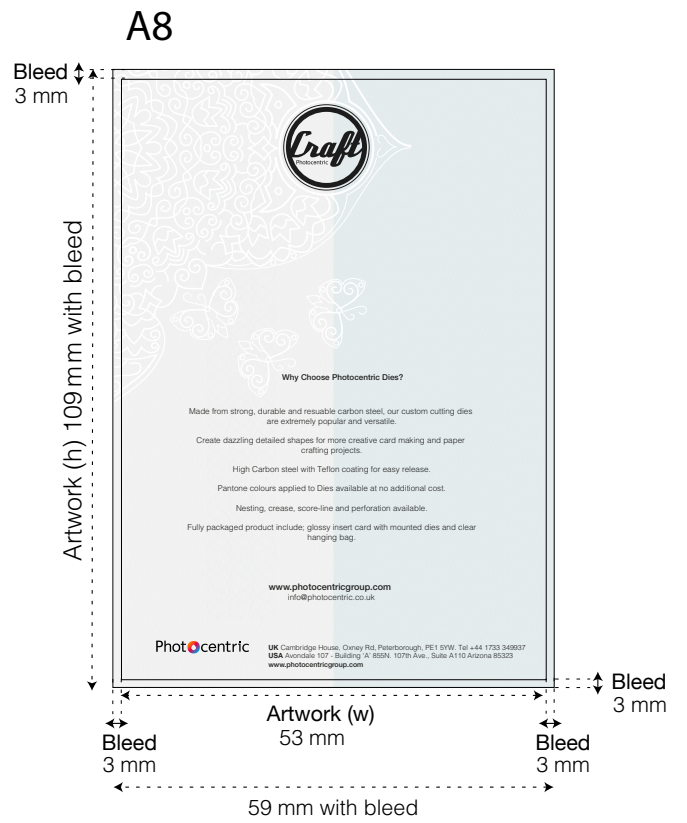 A8
Bleed
3 mm
Artwork (h) 109 mm with bleed
Craft
Photocentric
Why Choose Photocentric Dies?
Made from strong, durable and resuable carbon steel, our custom cutting dies
are extremely popular and versatile.
Create dazzling detailed shapes for more creative card making and paper
crafting projects.
High Carbon steel with Teflon coating for easy release.
Pantone colours applied to Dies available at no additional cost.
Nesting, crease, score-line and perforation available.
Fully packaged product include; glossy insert card with mounted dies and clear
hanging bag.
www.photocentricgroup.com
info@photocentric.co.uk
Photocentric
UK Cambridge House, Oxney Rd, Peterborough, PE1 5YW. Tel +44 1733 349937
USA Avondale 107 - Building 'A' 855N. 107th Ave., Suite A110 Arizona 85323
www.photocentricgroup.com
Bleed
3 mm
Artwork (w)
53 mm
Bleed
3 mm
Bleed
3 mm
59 mm with bleed